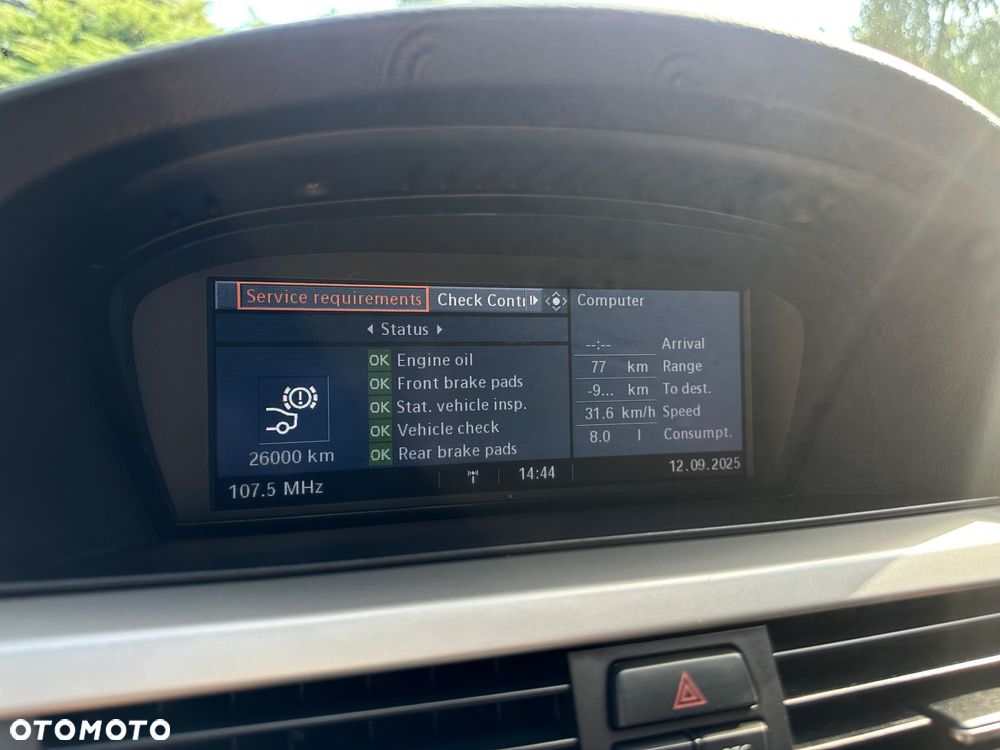 Service requirements Check Conti
Computer
Status
OK Engine oil
OK Front brake pads
OK Stat. vehicle insp.
OK Vehicle check
OK Rear brake pads
26000 km
--:-- Arrival
77 km Range
-9... km To dest.
31.6 km/h Speed
8.0 l Consumpt.
107.5 MHz
14:44
12.09.2025
OTOMOTO